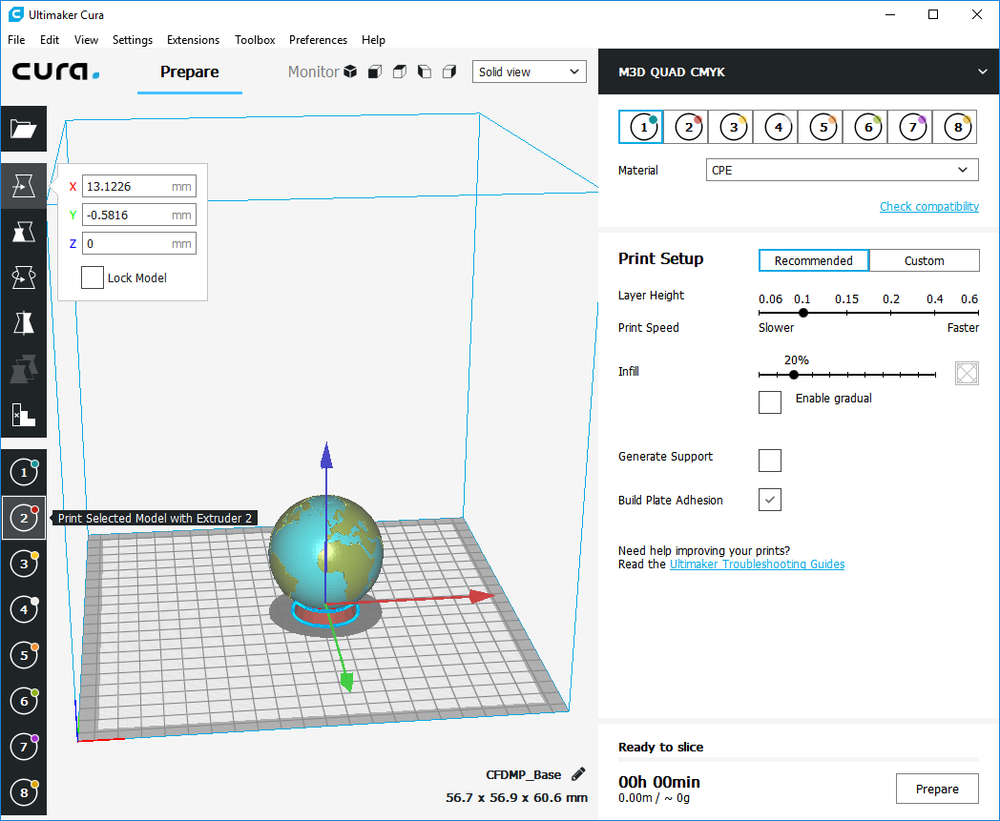 Ultimaker Cura
File Edit View Settings Extensions Toolbox Preferences Help
cura. Prepare Monitor Solid view
M3D QUAD CMYK
X 13.1226 mm
Y -0.5816 mm
Z 0 mm
Lock Model
1
2
Print Selected Model with Extruder 2
3
4
5
6
7
8
CFDMP_Base
56.7 x 56.9 x 60.6 mm
1 2 3 4 5 6 7 8
Material CPE
Check compatibility
Print Setup Recommended Custom
Layer Height 0.06 0.1 0.15 0.2 0.4 0.6
Print Speed Slower Faster
20%
Infill
Enable gradual
Generate Support
Build Plate Adhesion
Need help improving your prints?
Read the Ultimaker Troubleshooting Guides
Ready to slice
00h 00min
0.00m / ~ 0g
Prepare